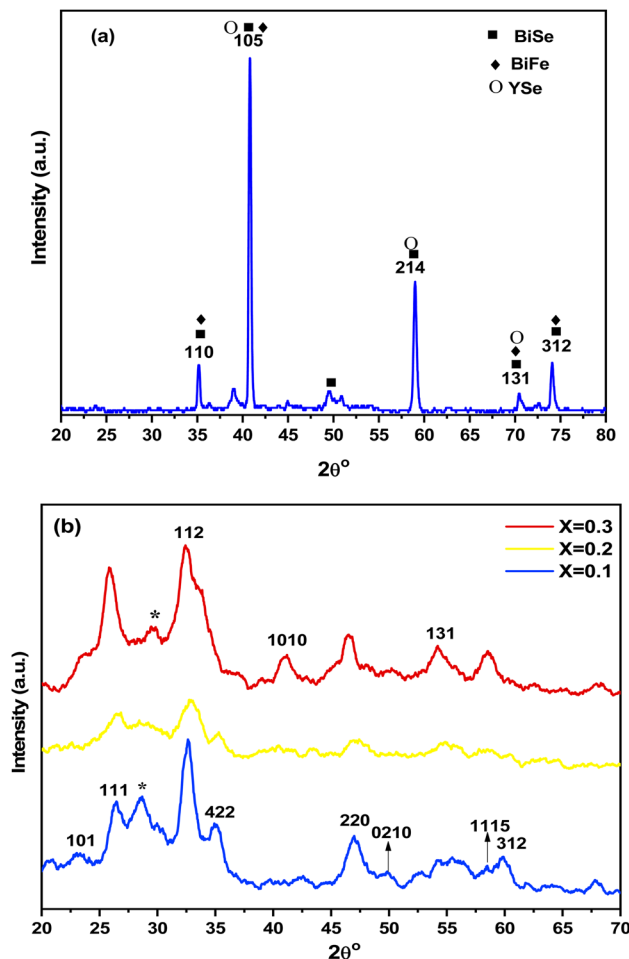 (a)
O ■ ◆
105
■ BiSe
◆ BiFe
O YSe
Intensity (a.u.)
O
■
214
◆
■
110
■
O
◆
■
131
◆
■
312
20 25 30 35 40 45 50 55 60 65 70 75 80
2θ°
(b)
X=0.3
X=0.2
X=0.1
112
*
1010
131
Intensity (a.u.)
101
111
*
422
220
0210
1115
312
20 25 30 35 40 45 50 55 60 65 70
2θ°